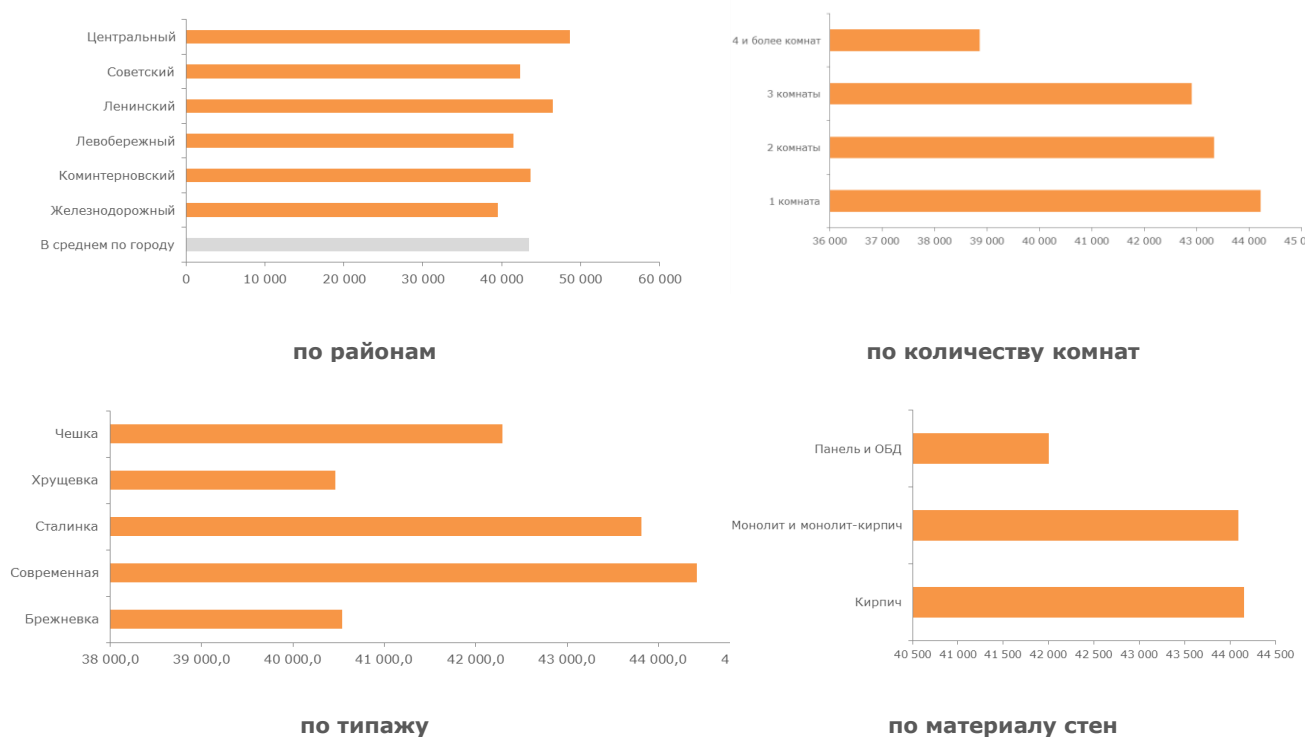 Центральный
Советский
Ленинский
Левобережный
Коминтерновский
Железнодорожный
В среднем по городу
0 10 000 20 000 30 000 40 000 50 000 60 000
по районам
4 и более комнат
3 комнаты
2 комнаты
1 комната
36 000 37 000 38 000 39 000 40 000 41 000 42 000 43 000 44 000 45 000
по количеству комнат
Чешка
Хрущевка
Сталинка
Современная
Брежневка
38 000,0 39 000,0 40 000,0 41 000,0 42 000,0 43 000,0 44 000,0 4
по типажу
Панель и ОБД
Монолит и монолит-кирпич
Кирпич
40 500 41 000 41 500 42 000 42 500 43 000 43 500 44 000 44 500
по материалу стен